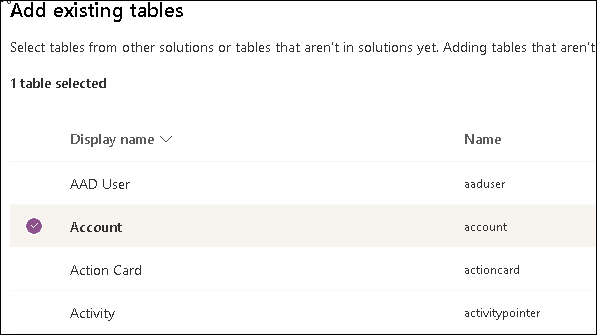 Add existing tables
Select tables from other solutions or tables that aren't in solutions yet. Adding tables that aren't
1 table selected
Display name Name
AAD User aaduser
Account account
Action Card actioncard
Activity activitypointer